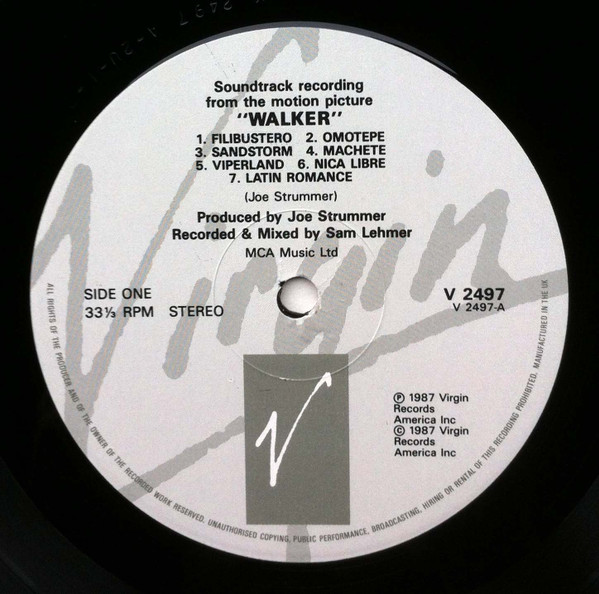 Soundtrack recording
from the motion picture
"WALKER"
1. FILIBUSTERO 2. OMOTEPE
3. SANDSTORM 4. MACHETE
5. VIPERLAND 6. NICA LIBRE
7. LATIN ROMANCE
(Joe Strummer)
Produced by Joe Strummer
Recorded & Mixed by Sam Lehmer
MCA Music Ltd
Virgin
SIDE ONE
33⅓ RPM STEREO
V 2497
V 2497-A
V
Ⓟ 1987 Virgin
Records
America Inc
© 1987 Virgin
Records
America Inc
ALL RIGHTS OF THE PRODUCER AND OF THE OWNER OF THE RECORDED WORK RESERVED. UNAUTHORISED COPYING, PUBLIC PERFORMANCE, BROADCASTING, HIRING OR RENTAL OF THIS RECORDING PROHIBITED. MANUFACTURED IN THE UK